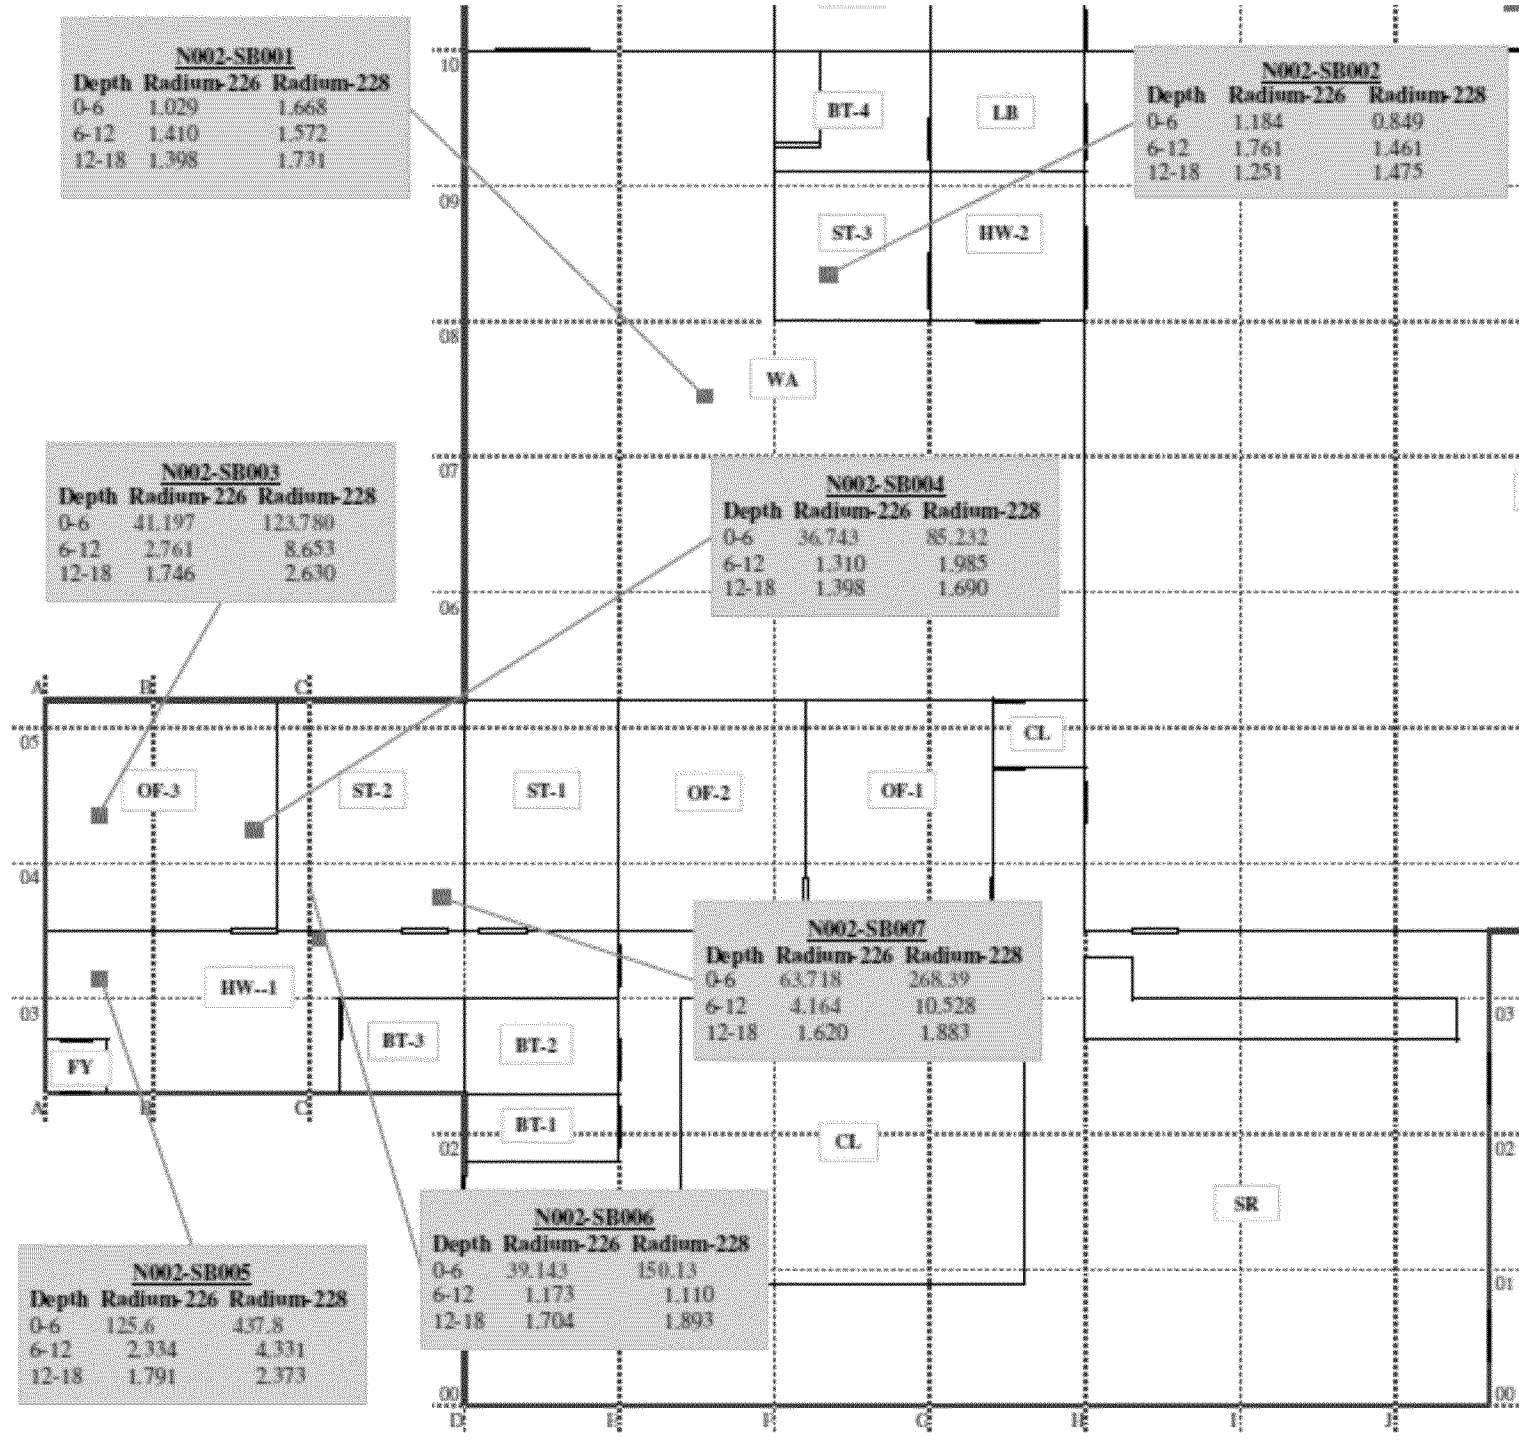 N002-SB001
Depth Radium-226 Radium-228
0-6 1.029 1.668
6-12 1.410 1.572
12-18 1.398 1.731
N002-SB002
Depth Radium-226 Radium-228
0-6 1.184 0.849
6-12 1.761 1.461
12-18 1.251 1.475
10
BT-4
LB
09
ST-3
HW-2
08
WA
07
N002-SB003
Depth Radium-226 Radium-228
0-6 41.197 123.780
6-12 2.761 8.653
12-18 1.746 2.630
N002-SB004
Depth Radium-226 Radium-228
0-6 36.743 85.232
6-12 1.310 1.985
12-18 1.398 1.690
06
A B C
05
CL
OF-3
ST-2
ST-1
OF-2
OF-1
04
N002-SB007
Depth Radium-226 Radium-228
0-6 63.718 268.39
6-12 4.164 10.528
12-18 1.620 1.883
HW--1
03
03
BT-3
BT-2
FY
A B C
BT-1
02
CL
02
SR
N002-SB006
Depth Radium-226 Radium-228
0-6 39.143 150.13
6-12 1.173 1.110
12-18 1.704 1.893
N002-SB005
Depth Radium-226 Radium-228
0-6 125.6 437.8
6-12 2.334 4.331
12-18 1.791 2.373
01
00
00
D E F G H I J